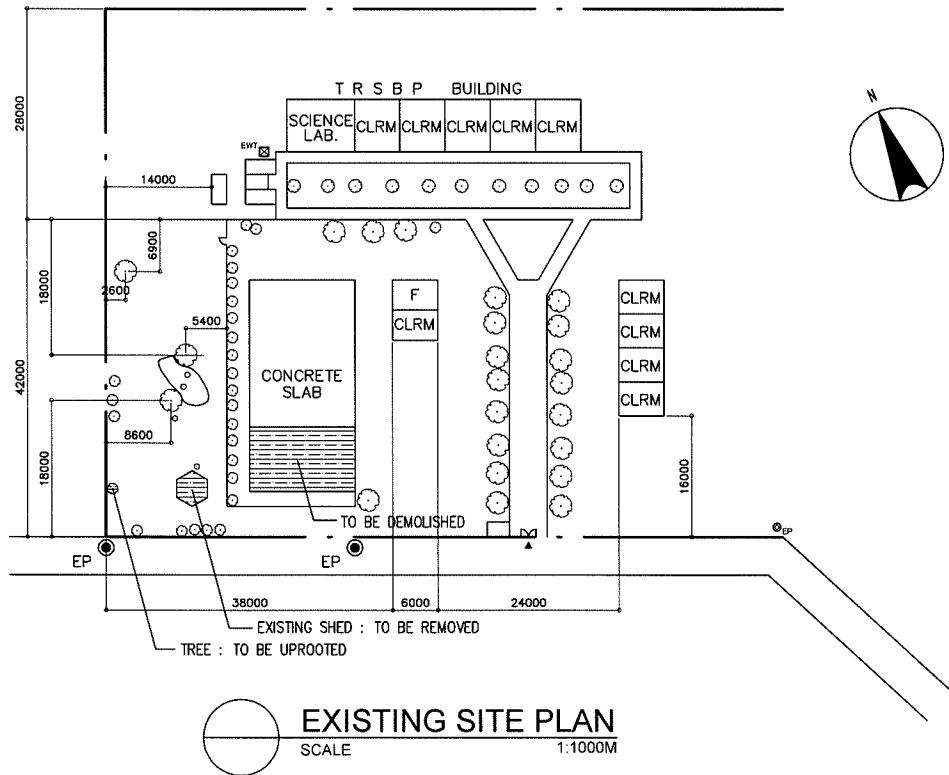 T R S B P BUILDING
SCIENCE LAB.
CLRM
CLRM
CLRM
CLRM
CLRM
EWT
N
28000
14000
6900
2600
18000
5400
42000
8600
18000
CONCRETE
SLAB
F
CLRM
CLRM
CLRM
CLRM
CLRM
16000
TO BE DEMOLISHED
EP
EP
EP
38000
6000
24000
EXISTING SHED : TO BE REMOVED
TREE : TO BE UPROOTED
EXISTING SITE PLAN
SCALE 1:1000M